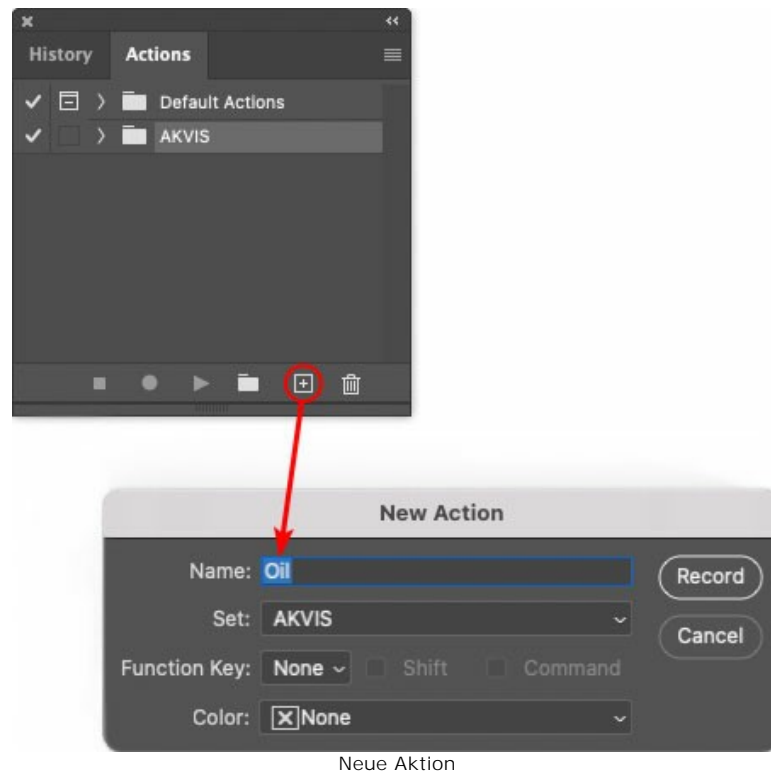 History Actions
Default Actions
AKVIS
New Action
Name: Oil
Record
Set: AKVIS
Cancel
Function Key: None Shift Command
Color: None
Neue Aktion